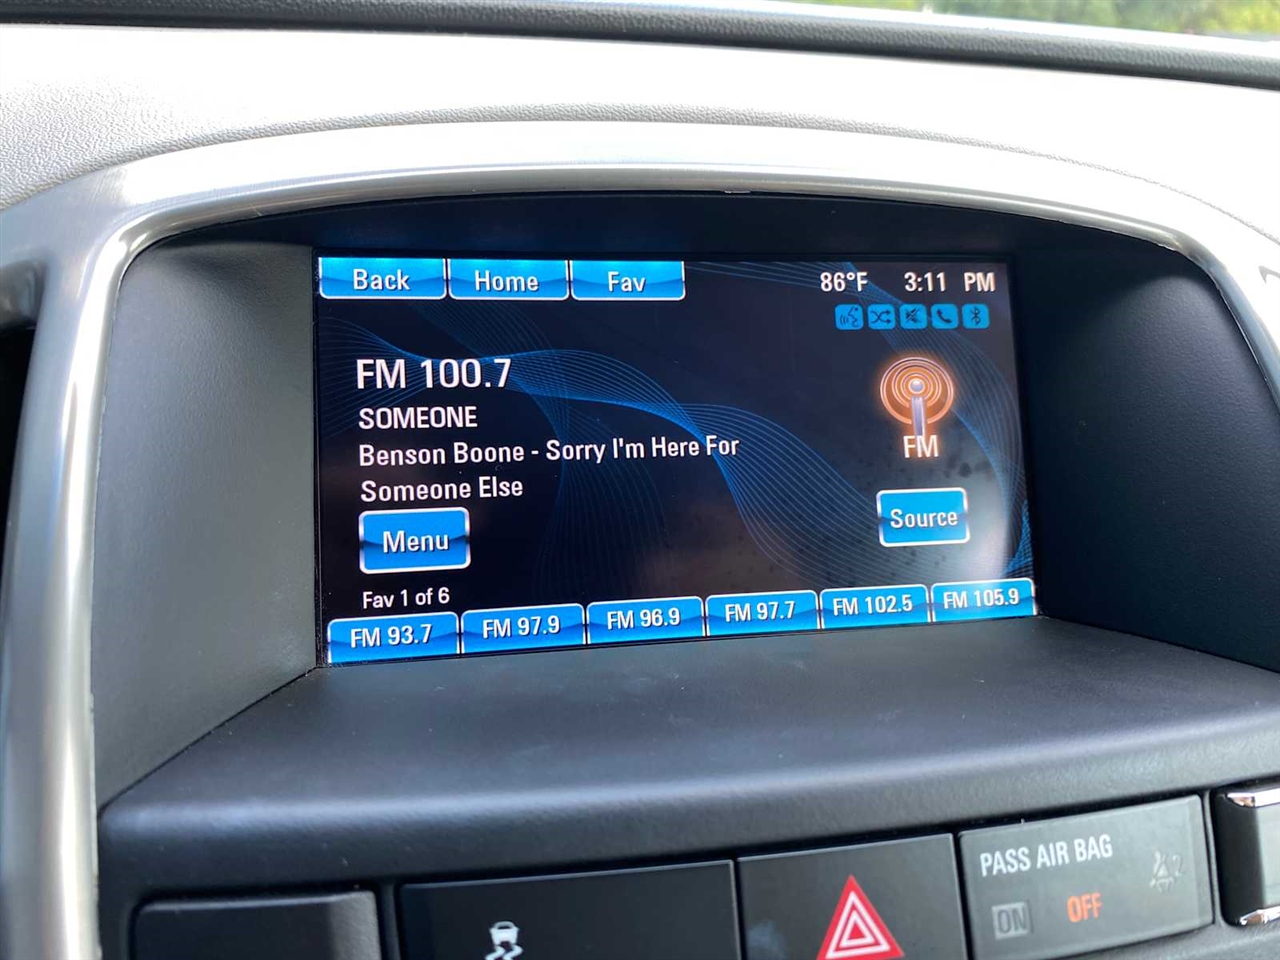 Back Home Fav 86°F 3:11 PM
FM 100.7
SOMEONE
Benson Boone - Sorry I'm Here For
Someone Else
FM
Menu
Source
Fav 1 of 6
FM 93.7 FM 97.9 FM 96.9 FM 97.7 FM 102.5 FM 105.9
PASS AIR BAG
ON OFF 2